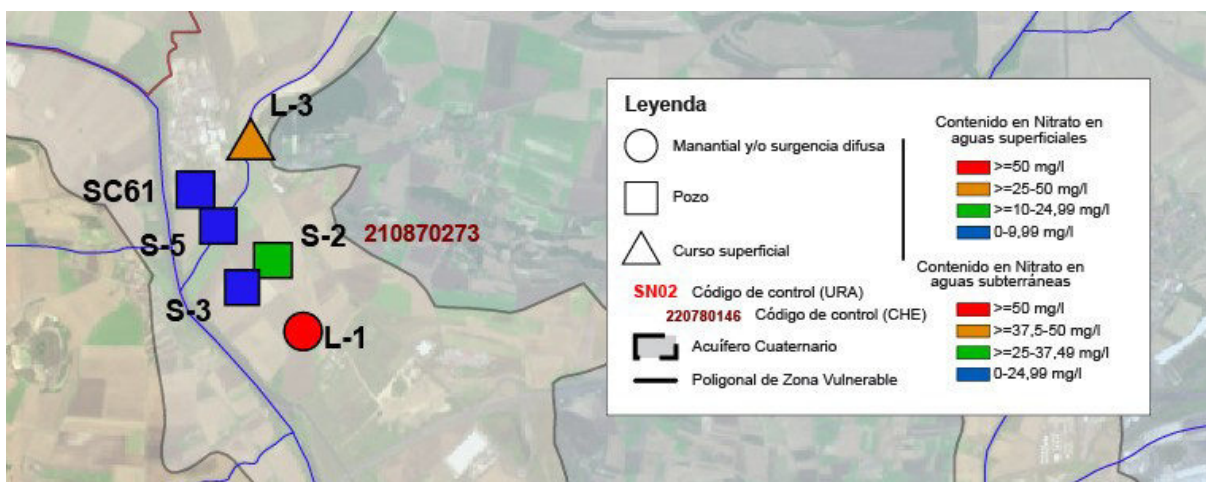 L-3
SC61
S-5
S-2
210870273
S-3
L-1
Leyenda
Manantial y/o surgencia difusa
Pozo
Curso superficial
SN02 Código de control (URA)
220780146 Código de control (CHE)
Acuífero Cuaternario
Poligonal de Zona Vulnerable
Contenido en Nitrato en
aguas superficiales
>=50 mg/l
>=25-50 mg/l
>=10-24,99 mg/l
0-9,99 mg/l
Contenido en Nitrato en
aguas subterráneas
>=50 mg/l
>=37,5-50 mg/l
>=25-37,49 mg/l
0-24,99 mg/l